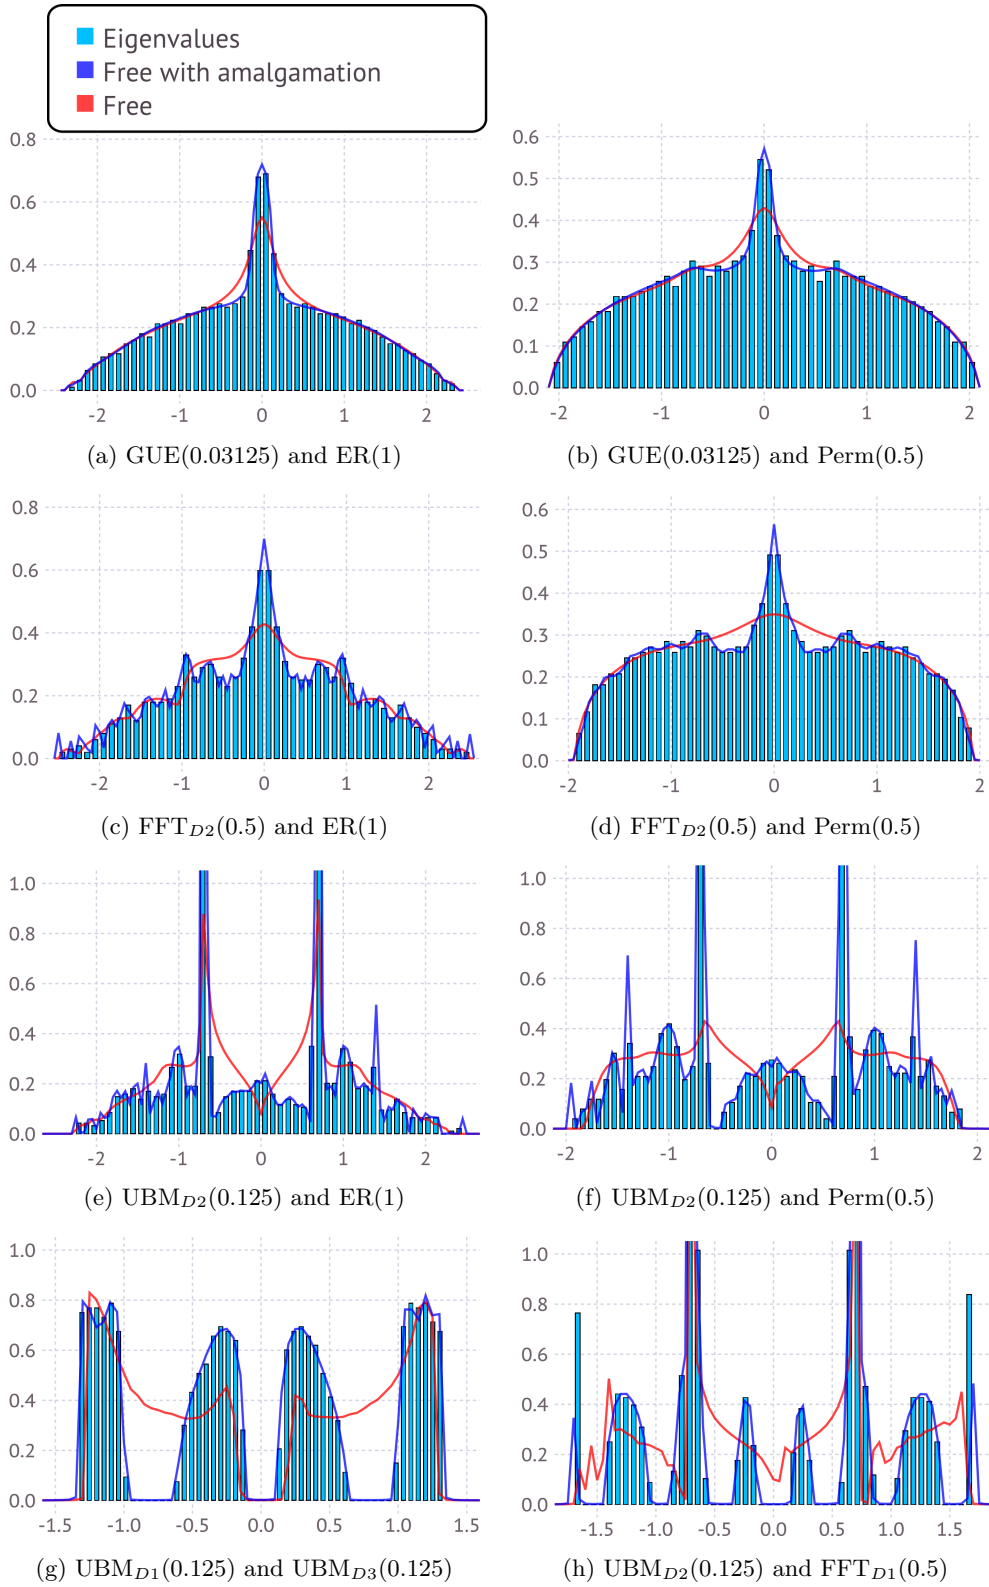 Eigenvalues
Free with amalgamation
Free
0.8
0.6
0.4
0.2
0.0
-2 -1 0 1 2
(a) GUE(0.03125) and ER(1)
0.6
0.5
0.4
0.3
0.2
0.1
0.0
-2 -1 0 1 2
(b) GUE(0.03125) and Perm(0.5)
0.8
0.6
0.4
0.2
0.0
-2 -1 0 1 2
(c) FFT_{D2}(0.5) and ER(1)
0.6
0.5
0.4
0.3
0.2
0.1
0.0
-2 -1 0 1 2
(d) FFT_{D2}(0.5) and Perm(0.5)
1.0
0.8
0.6
0.4
0.2
0.0
-2 -1 0 1 2
(e) UBM_{D2}(0.125) and ER(1)
1.0
0.8
0.6
0.4
0.2
0.0
-2 -1 0 1 2
(f) UBM_{D2}(0.125) and Perm(0.5)
1.0
0.8
0.6
0.4
0.2
0.0
-1.5 -1.0 -0.5 0.0 0.5 1.0 1.5
(g) UBM_{D1}(0.125) and UBM_{D3}(0.125)
1.0
0.8
0.6
0.4
0.2
0.0
-1.5 -1.0 -0.5 0.0 0.5 1.0 1.5
(h) UBM_{D2}(0.125) and FFT_{D1}(0.5)